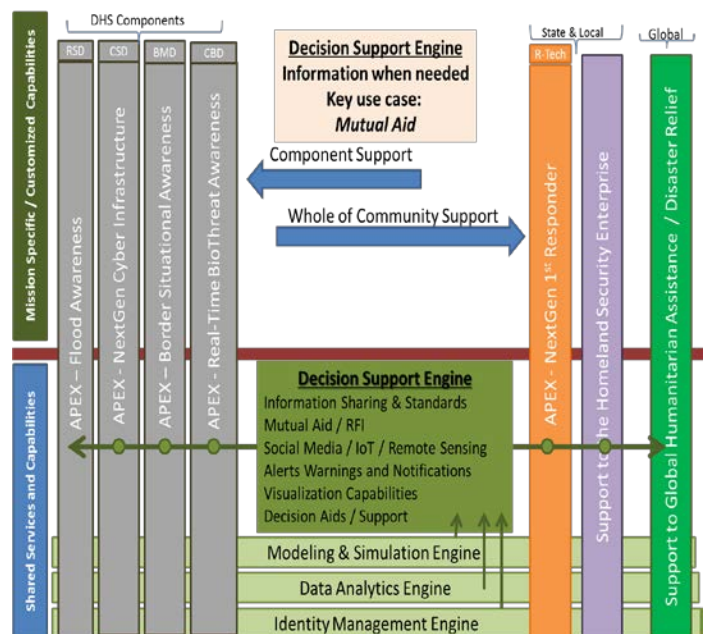 DHS Components
State & Local
Global
RSD
CSD
BMD
CBD
R-Tech
Mission Specific / Customized Capabilities
Shared Services and Capabilities
APEX – Flood Awareness
APEX - NextGen Cyber Infrastructure
APEX – Border Situational Awareness
APEX - Real-Time BioThreat Awareness
Decision Support Engine
Information when needed
Key use case:
Mutual Aid
Component Support
Whole of Community Support
APEX - NextGen 1st Responder
Support to the Homeland Security Enterprise
Support to Global Humanitarian Assistance / Disaster Relief
Decision Support Engine
Information Sharing & Standards
Mutual Aid / RFI
Social Media / IoT / Remote Sensing
Alerts Warnings and Notifications
Visualization Capabilities
Decision Aids / Support
Modeling & Simulation Engine
Data Analytics Engine
Identity Management Engine